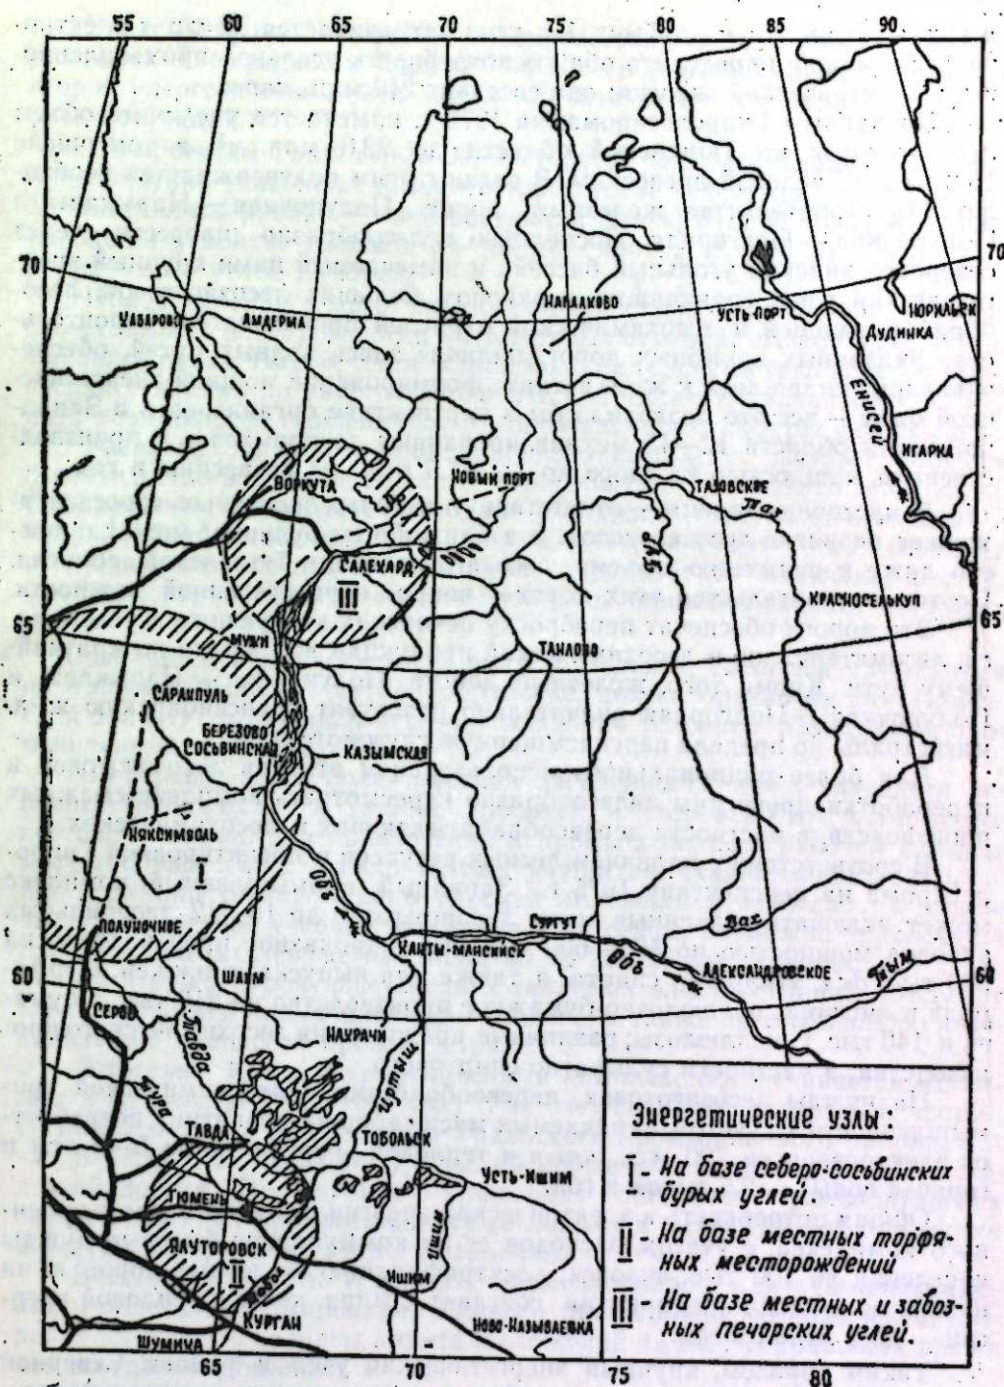 55 60 65 70 75 80 85 90
70
70
Хабарово
Амдерма
Напалково
Усть-Порт
Дудинка
Норильск
Енисей
Игарка
Воркута
Новый порт
Тазовское
Таз
Салехард
III
Красноселькуп
65
65
Мужи
Саранпуль
Березово
Сосьвинская
Казымская
Няксимволь
I
Обь
Полуночное
Сургут
Вах
Ханты-Мансийск
Обь
Александровское
Тым
60
60
Шаим
Серов
Тавда
Наурачи
Иртыш
Тура
Тавда
Тобольск
Усть-Ишим
Тюмень
Ялуторовск
II
Ишим
Ишим
Курган
Ново-Казывлевка
Шумиха
Энергетические узлы:
I - На базе северо-сосьвинских
бурых углей.
II - На базе местных торфя-
ных месторождений
III - На базе местных и завоз-
ных печорских углей.
65 70 75 80